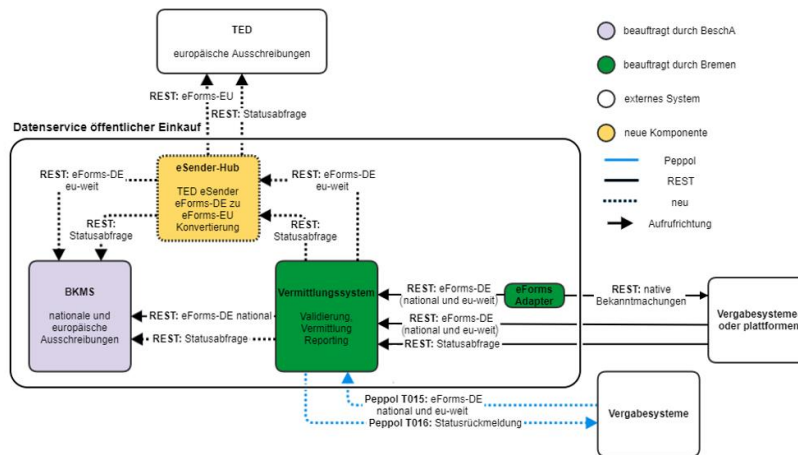 TED
europäische Ausschreibungen
REST: eForms-EU
REST: Statusabfrage
Datenservice öffentlicher Einkauf
eSender-Hub
TED eSender
eForms-DE zu
eForms-EU
Konvertierung
REST: eForms-DE
eu-weit
REST: eForms-DE
eu-weit
REST:
Statusabfrage
REST:
Statusabfrage
BKMS
nationale und
europäische
Ausschreibungen
REST: eForms-DE national
REST: Statusabfrage
Vermittlungssystem
Validierung,
Vermittlung
Reporting
REST: eForms-DE
(national und eu-weit)
eForms
Adapter
REST: native
Bekanntmachungen
REST: eForms-DE
(national und eu-weit)
REST: Statusabfrage
Vergabesysteme
oder plattformen
Peppol T015: eForms-DE
national und eu-weit
Peppol T016: Statusrückmeldung
Vergabesysteme
beauftragt durch BeschA
beauftragt durch Bremen
externes System
neue Komponente
Peppol
REST
neu
Aufrufrichtung